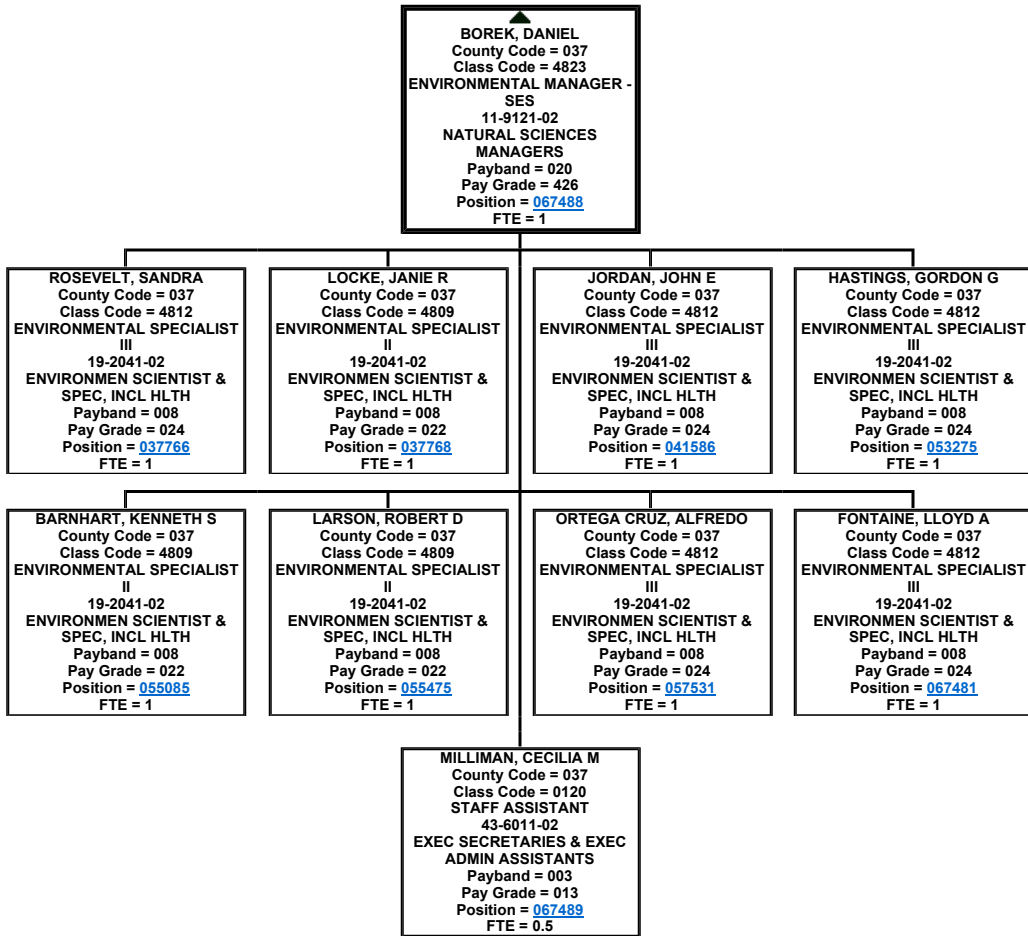 BOREK, DANIEL
County Code = 037
Class Code = 4823
ENVIRONMENTAL MANAGER -
SES
11-9121-02
NATURAL SCIENCES
MANAGERS
Payband = 020
Pay Grade = 426
Position = 067488
FTE = 1
ROSEVELT, SANDRA
County Code = 037
Class Code = 4812
ENVIRONMENTAL SPECIALIST
III
19-2041-02
ENVIRONMEN SCIENTIST &
SPEC, INCL HLTH
Payband = 008
Pay Grade = 024
Position = 037766
FTE = 1
LOCKE, JANIE R
County Code = 037
Class Code = 4809
ENVIRONMENTAL SPECIALIST
II
19-2041-02
ENVIRONMEN SCIENTIST &
SPEC, INCL HLTH
Payband = 008
Pay Grade = 022
Position = 037768
FTE = 1
JORDAN, JOHN E
County Code = 037
Class Code = 4812
ENVIRONMENTAL SPECIALIST
III
19-2041-02
ENVIRONMEN SCIENTIST &
SPEC, INCL HLTH
Payband = 008
Pay Grade = 024
Position = 041586
FTE = 1
HASTINGS, GORDON G
County Code = 037
Class Code = 4812
ENVIRONMENTAL SPECIALIST
III
19-2041-02
ENVIRONMEN SCIENTIST &
SPEC, INCL HLTH
Payband = 008
Pay Grade = 024
Position = 053275
FTE = 1
BARNHART, KENNETH S
County Code = 037
Class Code = 4809
ENVIRONMENTAL SPECIALIST
II
19-2041-02
ENVIRONMEN SCIENTIST &
SPEC, INCL HLTH
Payband = 008
Pay Grade = 022
Position = 055085
FTE = 1
LARSON, ROBERT D
County Code = 037
Class Code = 4809
ENVIRONMENTAL SPECIALIST
II
19-2041-02
ENVIRONMEN SCIENTIST &
SPEC, INCL HLTH
Payband = 008
Pay Grade = 022
Position = 055475
FTE = 1
ORTEGA CRUZ, ALFREDO
County Code = 037
Class Code = 4812
ENVIRONMENTAL SPECIALIST
III
19-2041-02
ENVIRONMEN SCIENTIST &
SPEC, INCL HLTH
Payband = 008
Pay Grade = 024
Position = 057531
FTE = 1
FONTAINE, LLOYD A
County Code = 037
Class Code = 4812
ENVIRONMENTAL SPECIALIST
III
19-2041-02
ENVIRONMEN SCIENTIST &
SPEC, INCL HLTH
Payband = 008
Pay Grade = 024
Position = 067481
FTE = 1
MILLIMAN, CECILIA M
County Code = 037
Class Code = 0120
STAFF ASSISTANT
43-6011-02
EXEC SECRETARIES & EXEC
ADMIN ASSISTANTS
Payband = 003
Pay Grade = 013
Position = 067489
FTE = 0.5